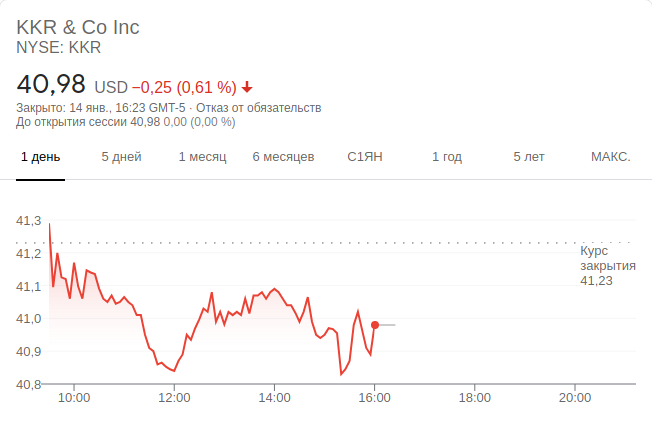 KKR & Co Inc
NYSE: KKR
40,98 USD −0,25 (0,61 %)
Закрыто: 14 янв., 16:23 GMT-5 · Отказ от обязательств
До открытия сессии 40,98 0,00 (0,00 %)
1 день 5 дней 1 месяц 6 месяцев С1ЯН 1 год 5 лет МАКС.
41,3
41,2
Курс
закрытия
41,23
41,1
41,0
40,9
40,8
10:00 12:00 14:00 16:00 18:00 20:00